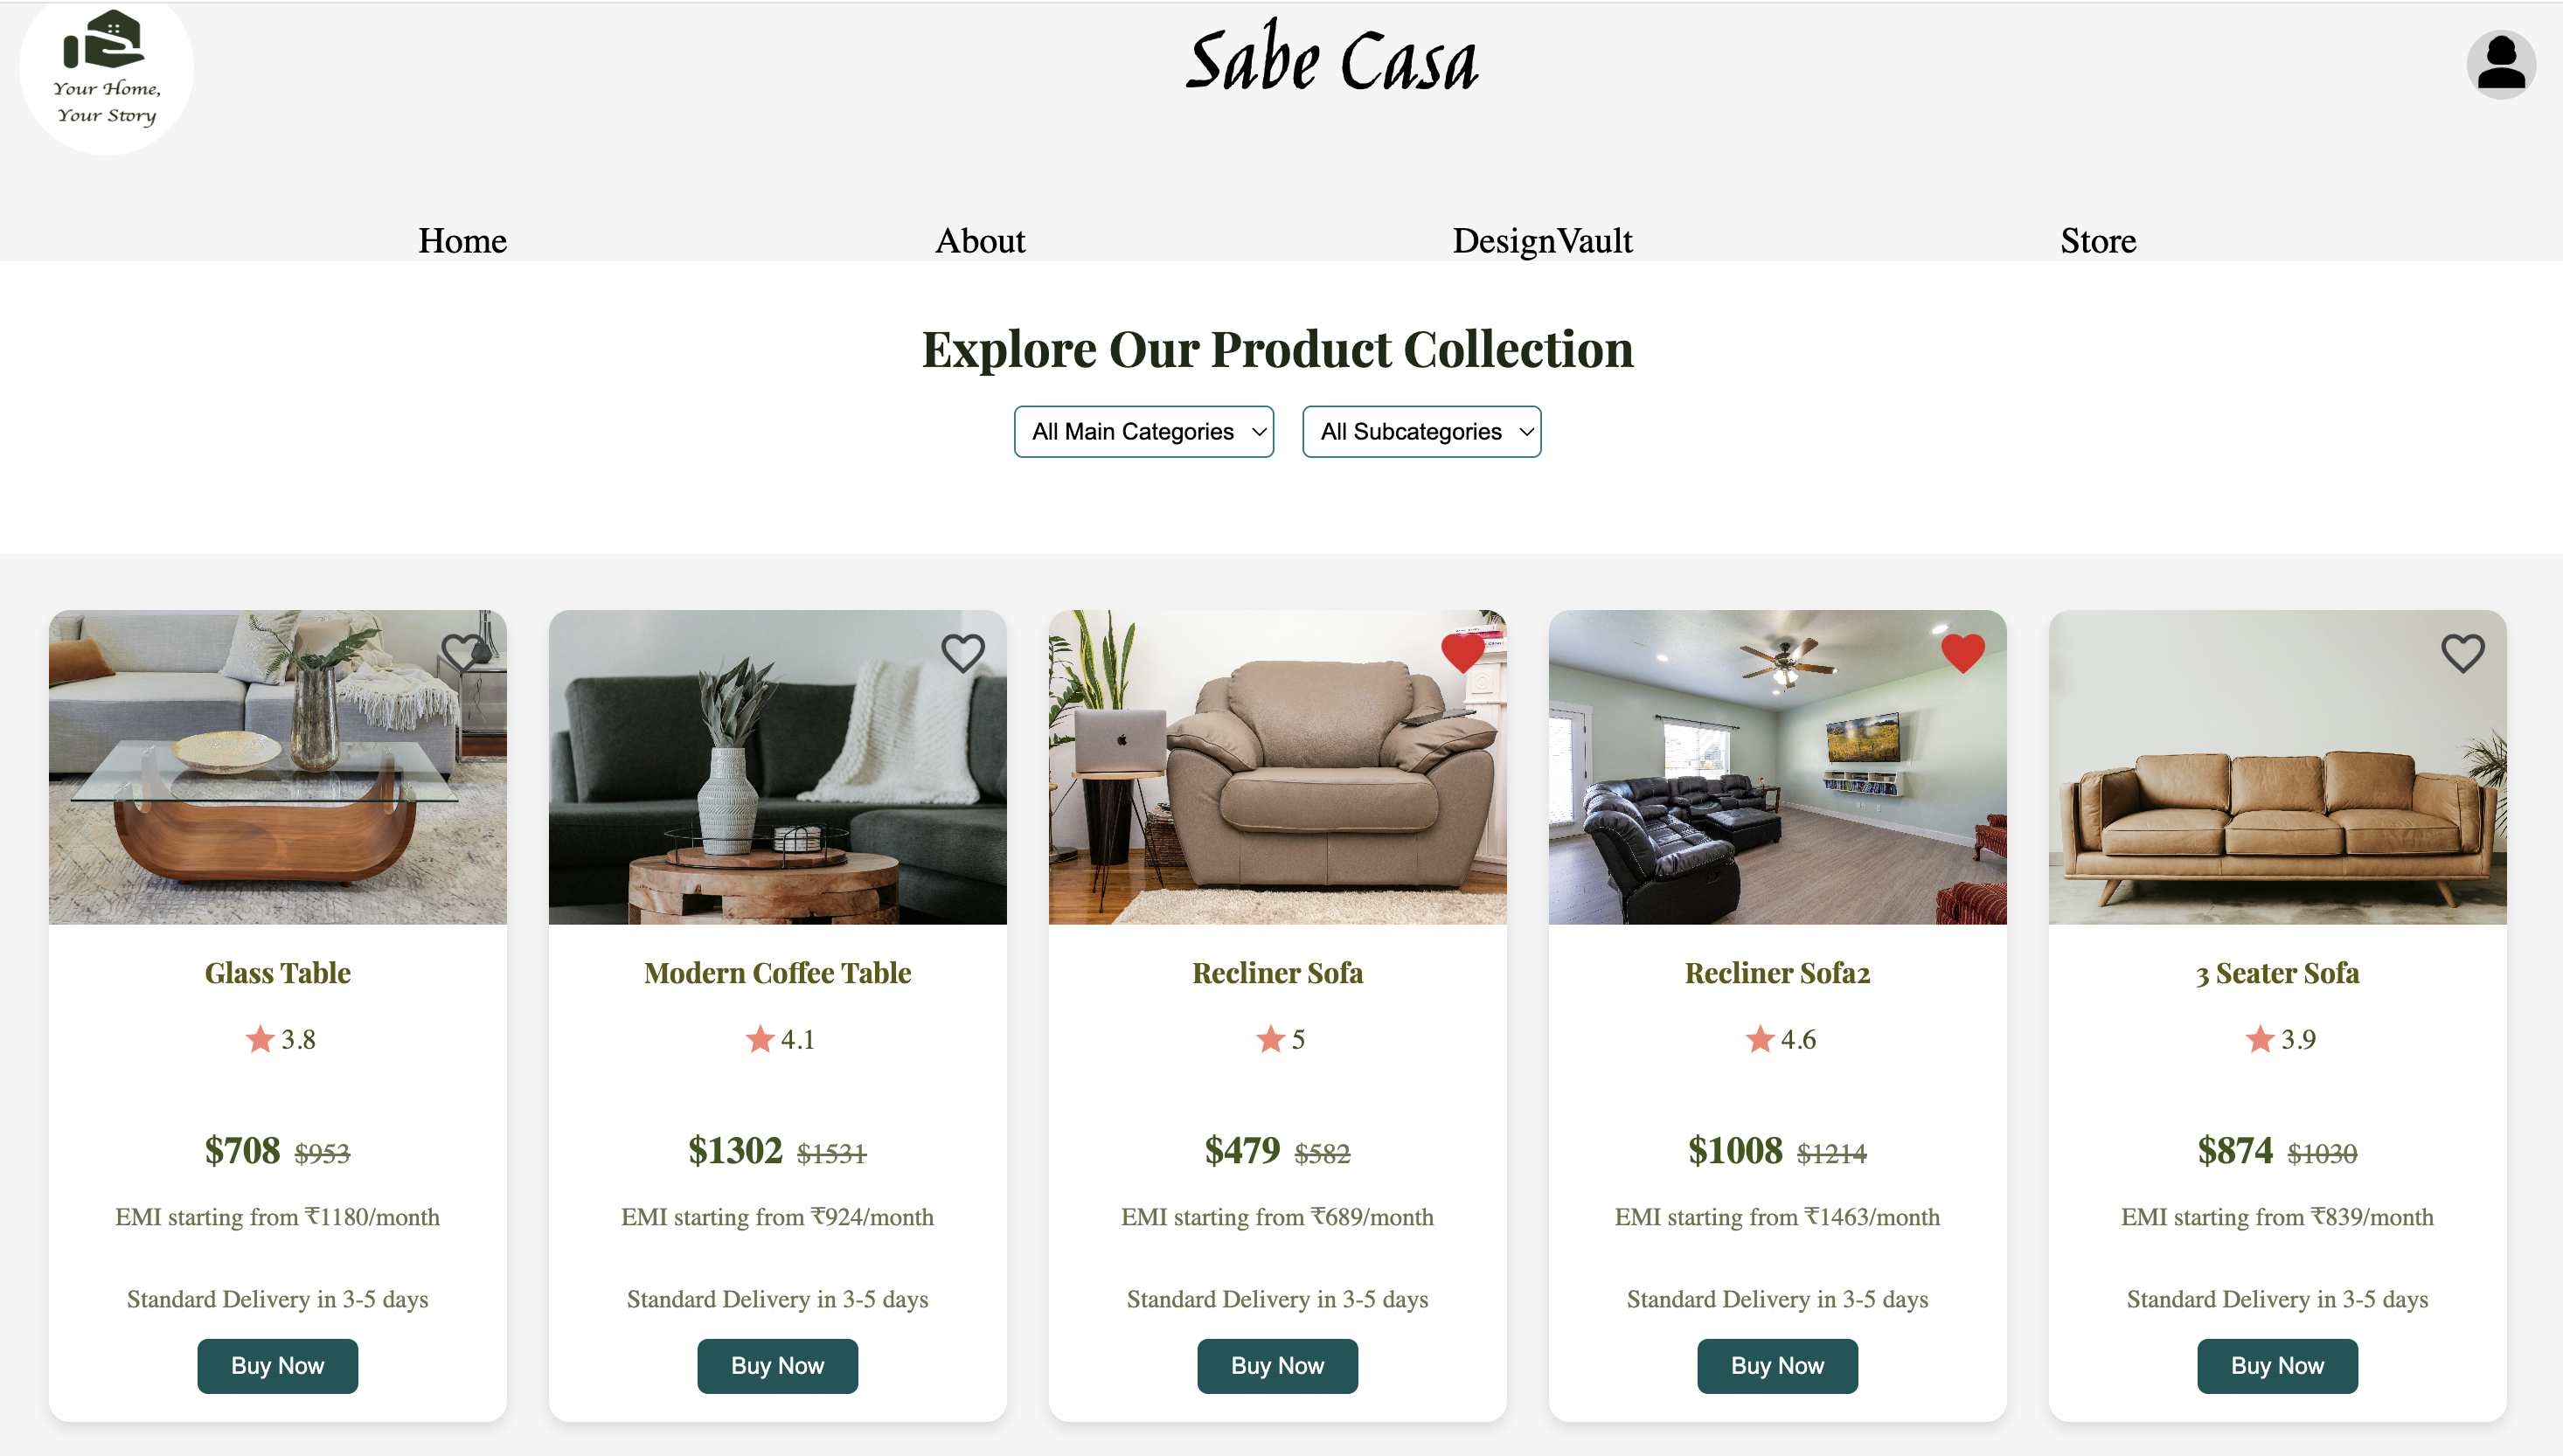 Your Home,
Your Story
Sabe Casa
Home About DesignVault Store
Explore Our Product Collection
All Main Categories All Subcategories
Glass Table
3.8
$708 $953
EMI starting from ₹1180/month
Standard Delivery in 3-5 days
Buy Now
Modern Coffee Table
4.1
$1302 $1531
EMI starting from ₹924/month
Standard Delivery in 3-5 days
Buy Now
Recliner Sofa
5
$479 $582
EMI starting from ₹689/month
Standard Delivery in 3-5 days
Buy Now
Recliner Sofa2
4.6
$1008 $1214
EMI starting from ₹1463/month
Standard Delivery in 3-5 days
Buy Now
3 Seater Sofa
3.9
$874 $1030
EMI starting from ₹839/month
Standard Delivery in 3-5 days
Buy Now